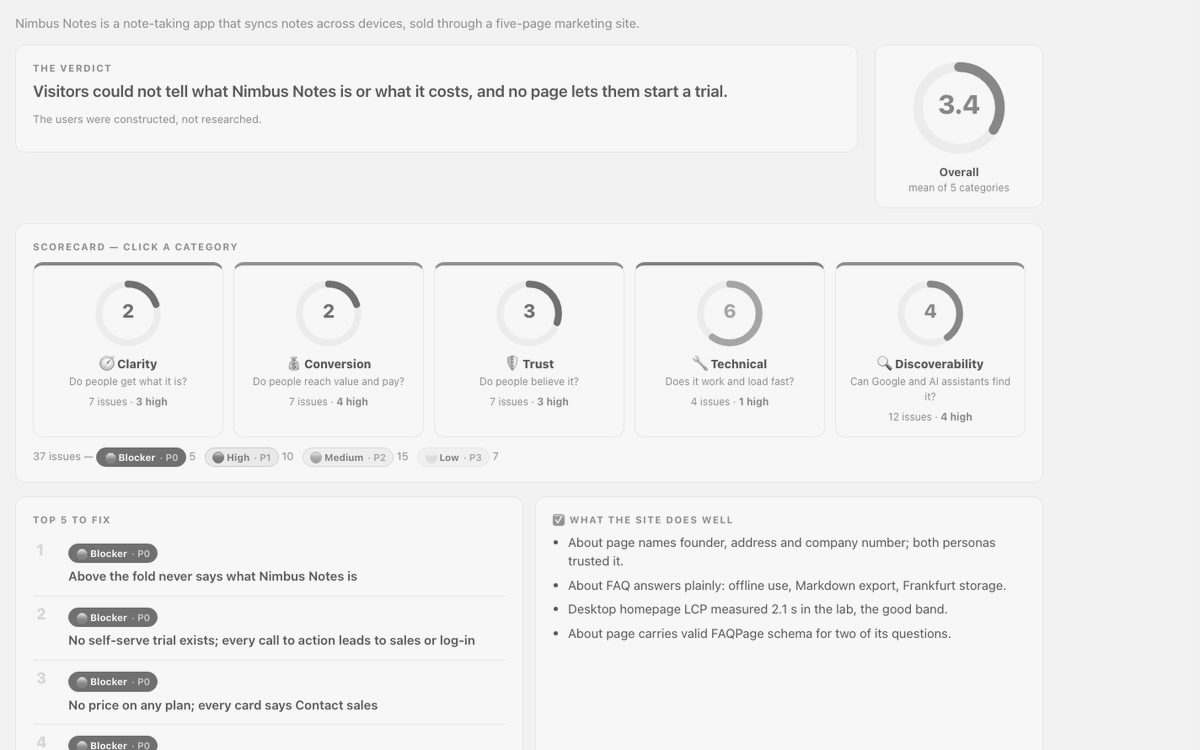 Nimbus Notes is a note-taking app that syncs notes across devices, sold through a five-page marketing site.
THE VERDICT
Visitors could not tell what Nimbus Notes is or what it costs, and no page lets them start a trial.
The users were constructed, not researched.
3.4
Overall
mean of 5 categories
SCORECARD — CLICK A CATEGORY
2
Clarity
Do people get what it is?
7 issues · 3 high
2
Conversion
Do people reach value and pay?
7 issues · 4 high
3
Trust
Do people believe it?
7 issues · 3 high
6
Technical
Does it work and load fast?
4 issues · 1 high
4
Discoverability
Can Google and AI assistants find
it?
12 issues · 4 high
37 issues — Blocker · P0 5 High · P1 10 Medium · P2 15 Low · P3 7
TOP 5 TO FIX
1
Blocker · P0
Above the fold never says what Nimbus Notes is
2
Blocker · P0
No self-serve trial exists; every call to action leads to sales or log-in
3
Blocker · P0
No price on any plan; every card says Contact sales
4
Blocker · P0
WHAT THE SITE DOES WELL
• About page names founder, address and company number; both personas
trusted it.
• About FAQ answers plainly: offline use, Markdown export, Frankfurt storage.
• Desktop homepage LCP measured 2.1 s in the lab, the good band.
• About page carries valid FAQPage schema for two of its questions.